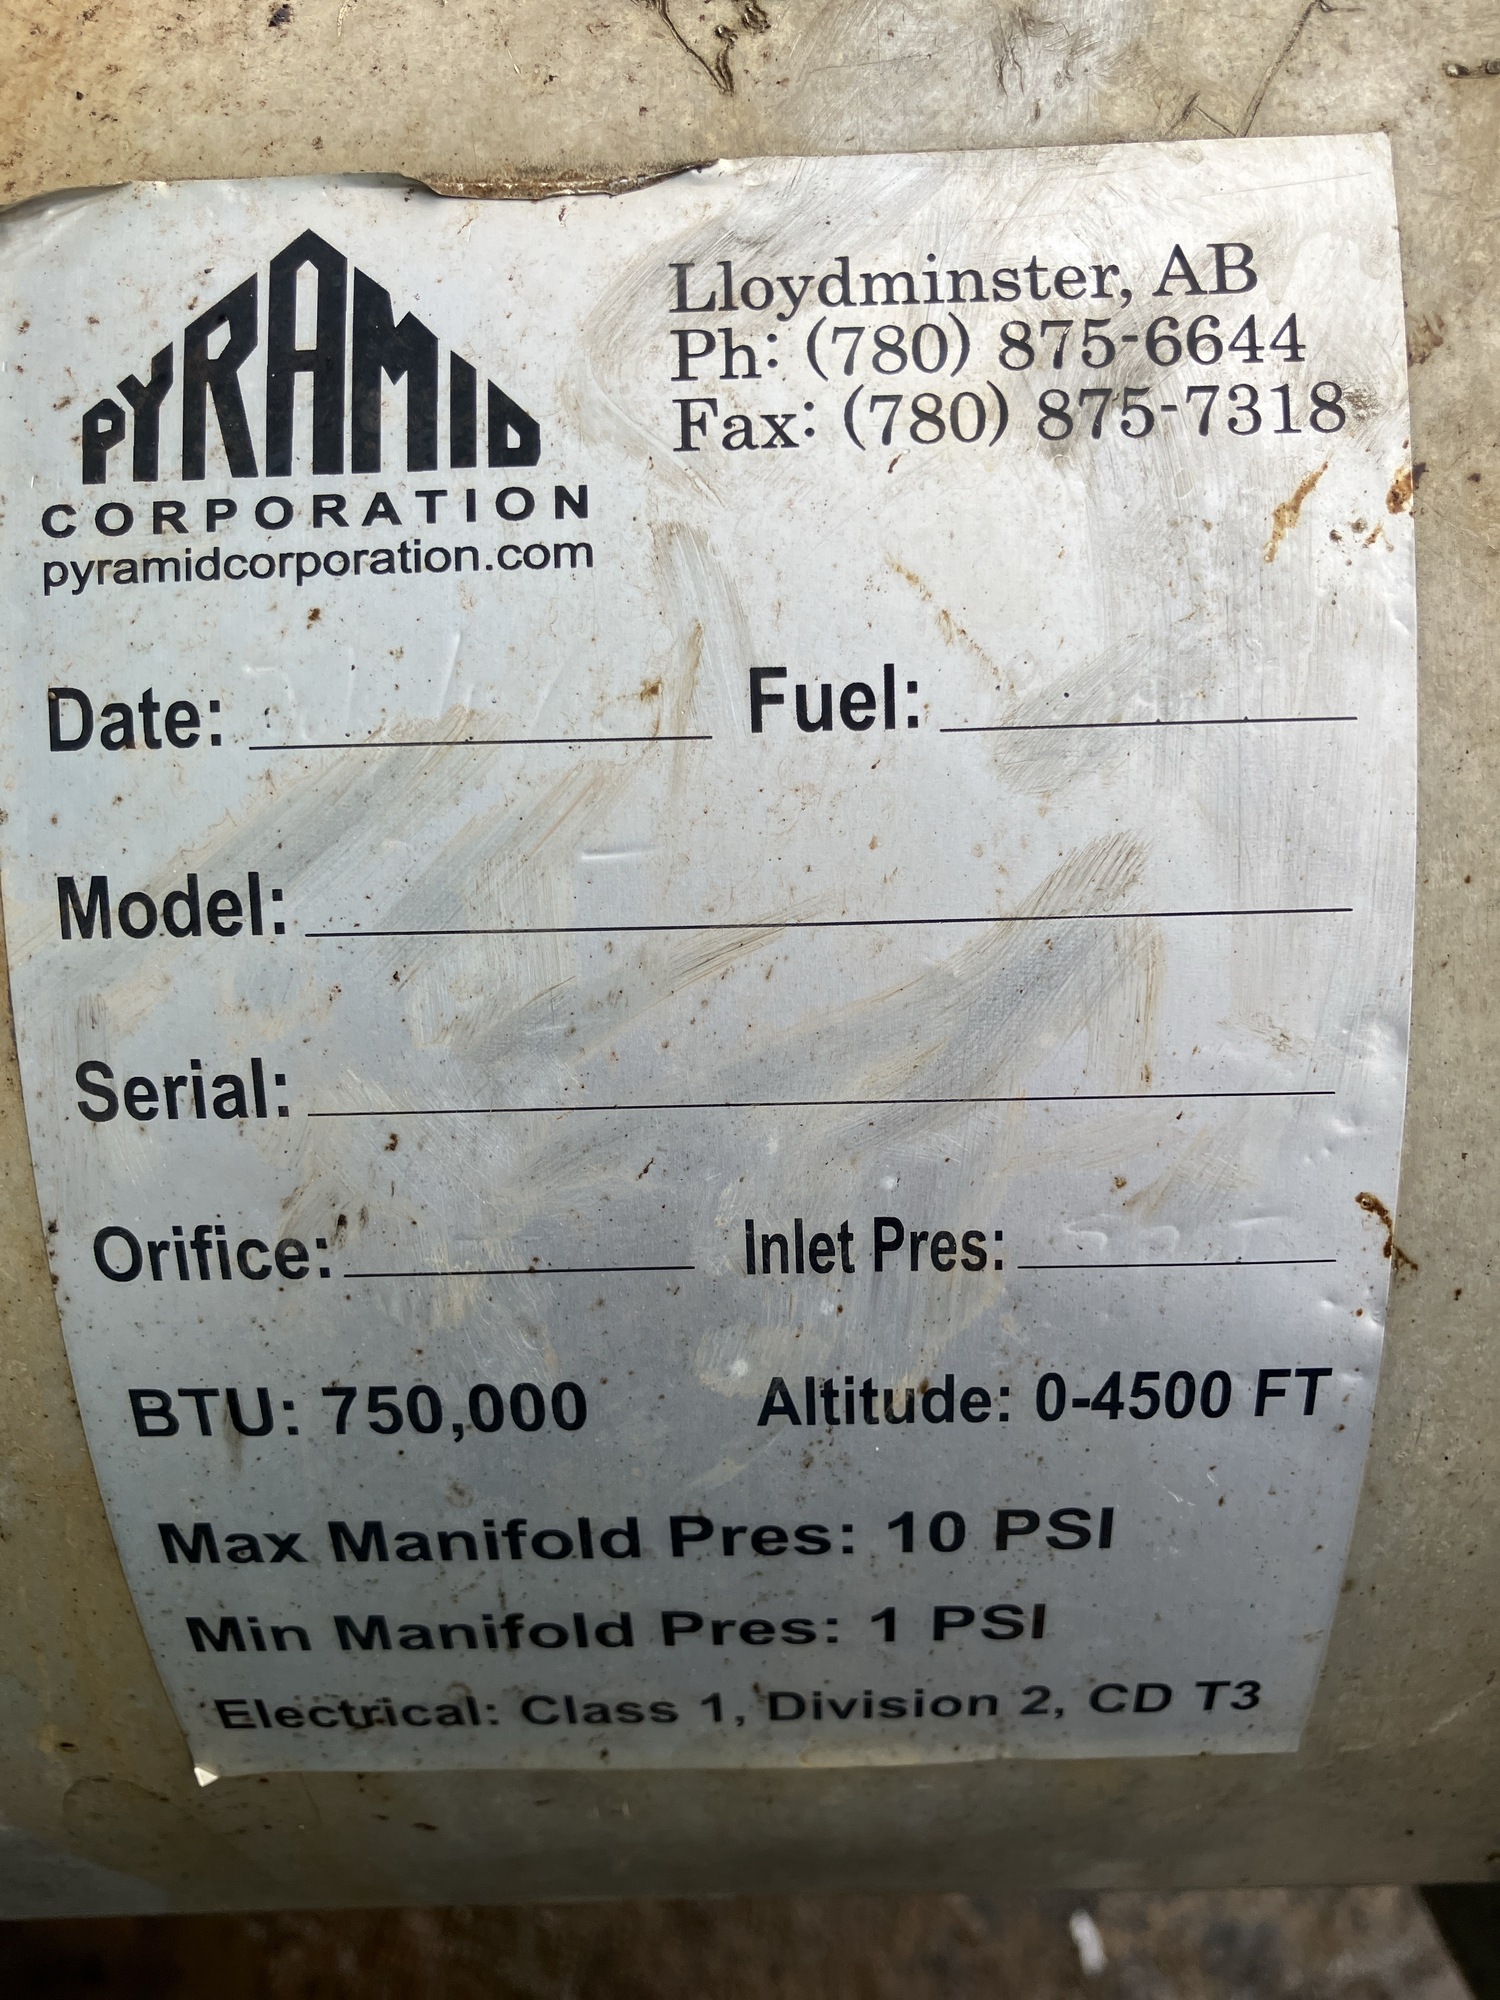 PYRAMID
CORPORATION
pyramidcorporation.com
Lloydminster, AB
Ph: (780) 875-6644
Fax: (780) 875-7318
Date: Fuel:
Model:
Serial:
Orifice: Inlet Pres:
BTU: 750,000 Altitude: 0-4500 FT
Max Manifold Pres: 10 PSI
Min Manifold Pres: 1 PSI
Electrical: Class 1, Division 2, CD T3